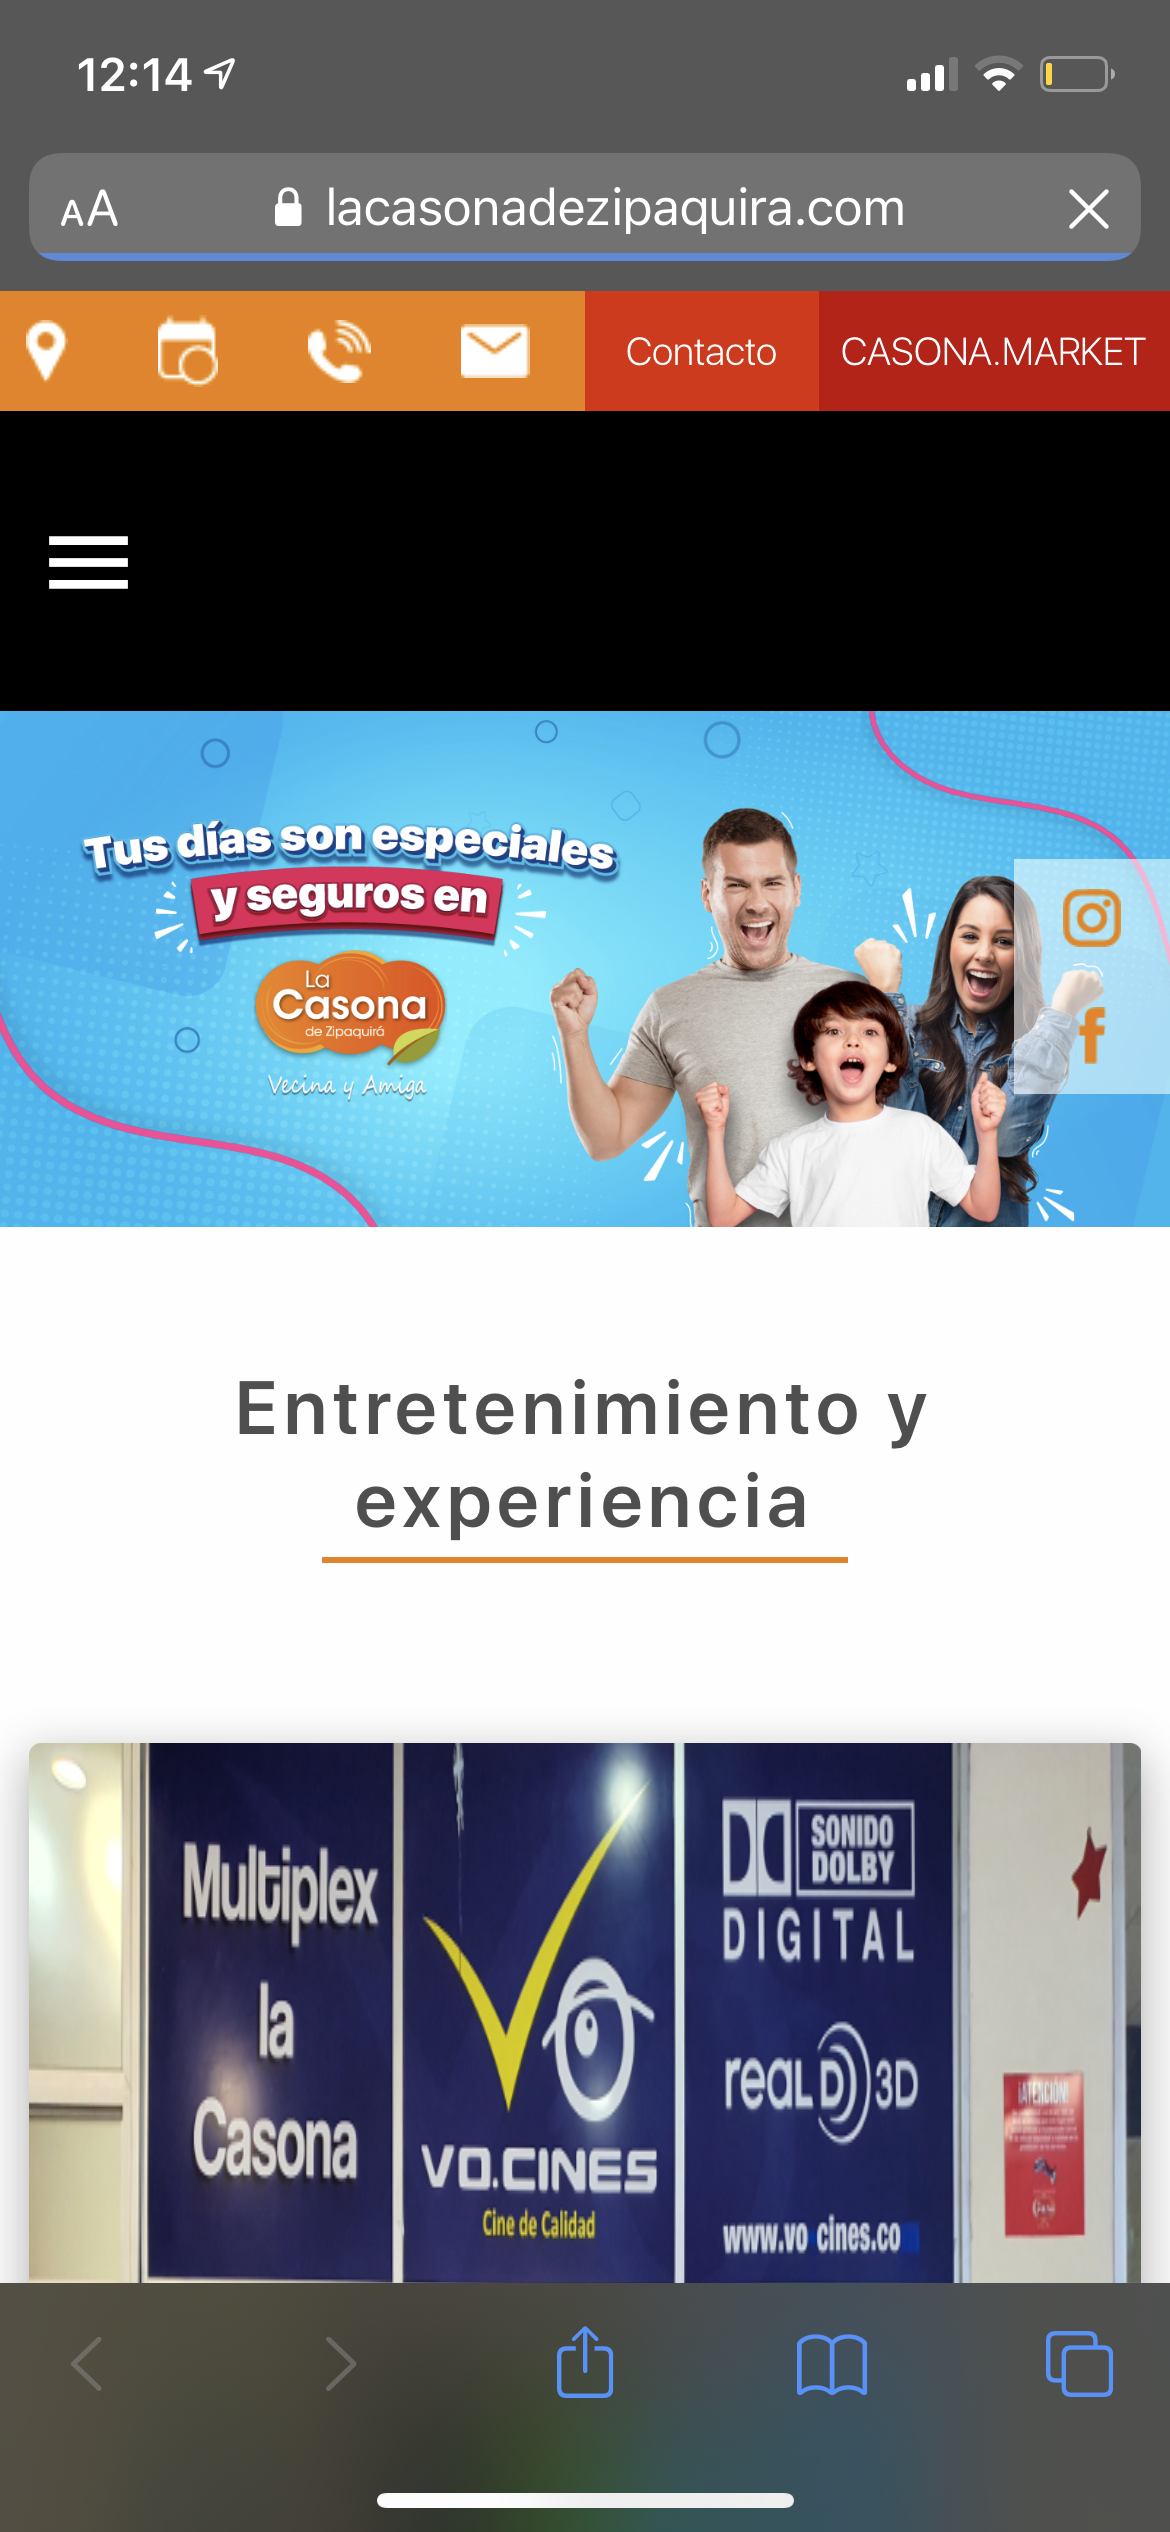 12:14
AA
lacasonadezipaquira.com
Contacto
CASONA.MARKET
Tus días son especiales
y seguros en
La
Casona
de Zipaquirá
Vecina y Amiga
Entretenimiento y
experiencia
Multiplex
la
Casona
VO.CINES
Cine de Calidad
SONIDO
DOLBY
DIGITAL
REALD 3D
www.vo cines.co
¡ATENCIÓN!